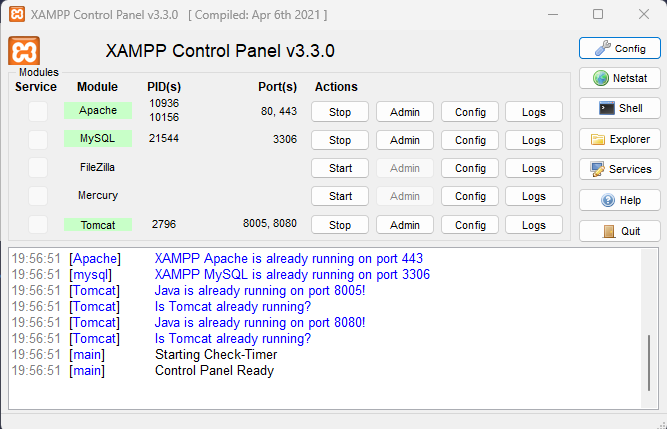 XAMPP Control Panel v3.3.0 [ Compiled: Apr 6th 2021 ]
XAMPP Control Panel v3.3.0
Config
Modules
Service Module PID(s) Port(s) Actions
Netstat
Apache 10936 10156 80, 443 Stop Admin Config Logs
Shell
MySQL 21544 3306 Stop Admin Config Logs
Explorer
FileZilla Start Admin Config Logs
Services
Mercury Start Admin Config Logs
Help
Tomcat 2796 8005, 8080 Stop Admin Config Logs
Quit
19:56:51 [Apache] XAMPP Apache is already running on port 443
19:56:51 [mysql] XAMPP MySQL is already running on port 3306
19:56:51 [Tomcat] Java is already running on port 8005!
19:56:51 [Tomcat] Is Tomcat already running?
19:56:51 [Tomcat] Java is already running on port 8080!
19:56:51 [Tomcat] Is Tomcat already running?
19:56:51 [main] Starting Check-Timer
19:56:51 [main] Control Panel Ready